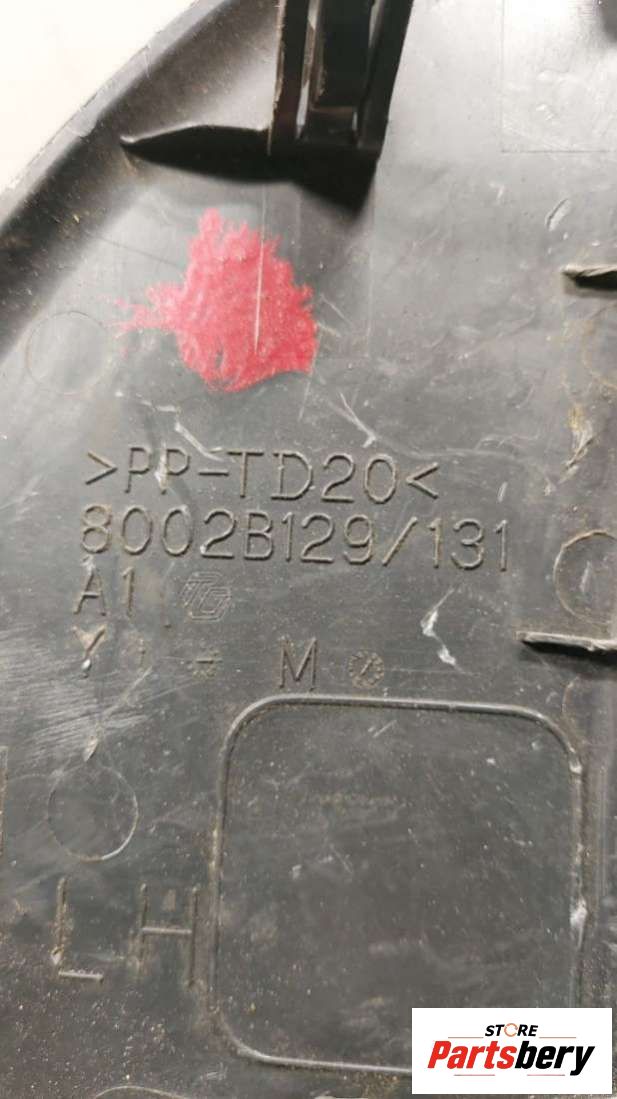 >PP-TD20<
8002B129/131
A1
Y M
LH
STORE
Partsbery